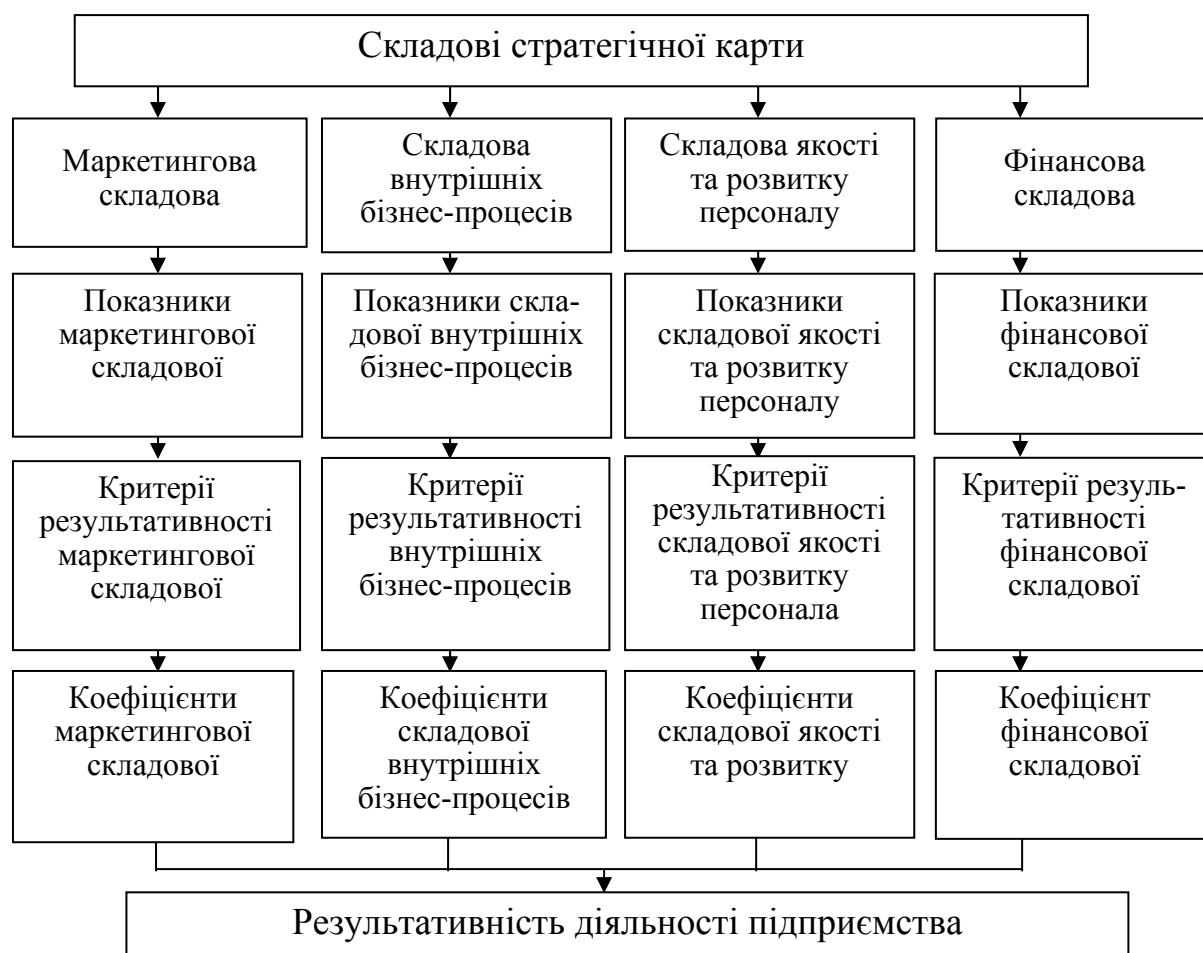 Складові стратегічної карти
Маркетингова
складова
Складова
внутрішніх
бізнес-процесів
Складова якості
та розвитку
персоналу
Фінансова
складова
Показники
маркетингової
складової
Показники скла-
дової внутрішніх
бізнес-процесів
Показники
складової якості
та розвитку
персоналу
Показники
фінансової
складової
Критерії
результативності
маркетингової
складової
Критерії
результативності
внутрішніх
бізнес-процесів
Критерії
результативності
складової якості
та розвитку
персонала
Критерії резуль-
тативності
фінансової
складової
Коефіцієнти
маркетингової
складової
Коефіцієнти
складової
внутрішніх
бізнес-процесів
Коефіцієнти
складової якості
та розвитку
Коефіцієнт
фінансової
складової
Результативність діяльності підприємства